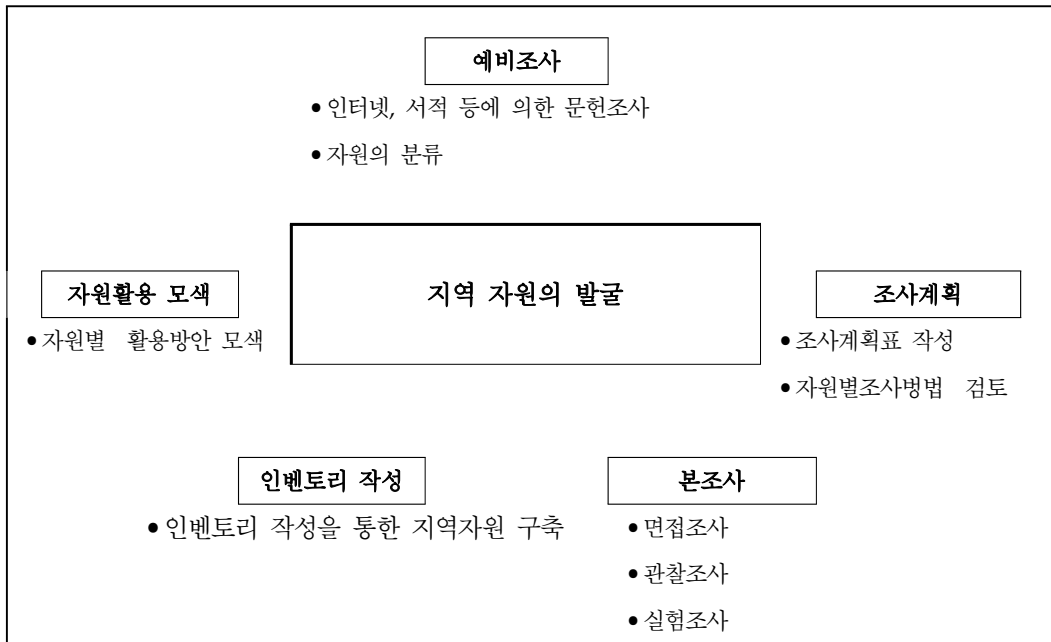 예비조사
• 인터넷, 서적 등에 의한 문헌조사
• 자원의 분류
지역 자원의 발굴
자원활용 모색
• 자원별 활용방안 모색
조사계획
• 조사계획표 작성
• 자원별조사벙법 검토
인벤토리 작성
• 인벤토리 작성을 통한 지역자원 구축
본조사
• 면접조사
• 관찰조사
• 실험조사